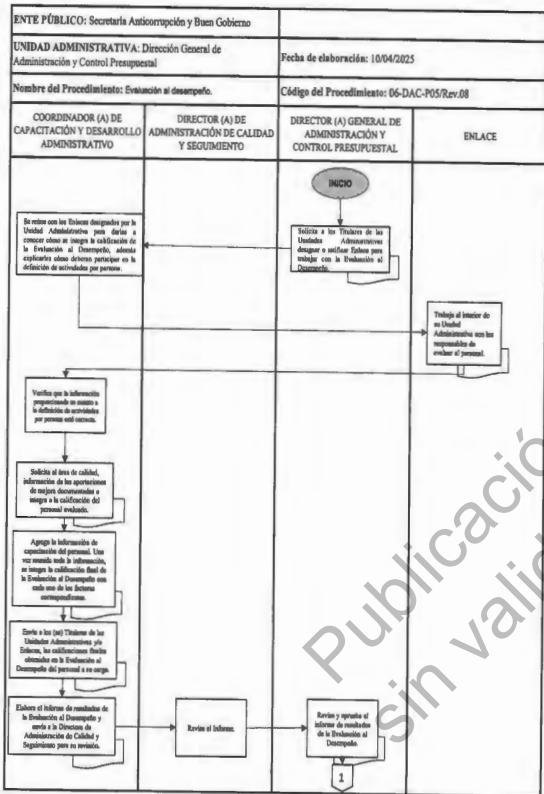 ENTE PÚBLICO: Secretaría Anticorrupción y Buen Gobierno
UNIDAD ADMINISTRATIVA: Dirección General de
Administración y Control Presupuestal
Fecha de elaboración: 10/04/2025
Nombre del Procedimiento: Evaluación al desempeño.
Código del Procedimiento: 06-DAC-P05/Rev.08
COORDINADOR (A) DE
CAPACITACIÓN Y DESARROLLO
ADMINISTRATIVO
DIRECTOR (A) DE
ADMINISTRACIÓN DE CALIDAD
Y SEGUIMIENTO
DIRECTOR (A) GENERAL DE
ADMINISTRACIÓN Y
CONTROL PRESUPUESTAL
ENLACE
INICIO
Solicita a los Titulares de las
Unidades Administrativas
designar o ratificar Enlace para
trabajar con la Evaluación al
Desempeño.
Se reúne con los Enlaces designados por la
Unidad Administrativa para darles a
conocer cómo se integra la calificación de
la Evaluación al Desempeño, además
explicarles cómo deberán participar en la
definición de actividades por persona.
Trabaja al interior de
su Unidad
Administrativa con los
responsables de
evaluar al personal.
Verifica que la información
proporcionada en cuanto a
la definición de actividades
por persona esté correcta.
Solicita al área de calidad,
información de las aportaciones
de mejora documentadas e
integra a la calificación del
personal evaluado.
Agrega la información de
capacitación del personal. Una
vez reunida toda la información,
se integra la calificación final de
la Evaluación al Desempeño con
cada uno de los factores
correspondientes.
Envía a los (as) Titulares de las
Unidades Administrativas y/o
Enlaces, las calificaciones finales
obtenidas en la Evaluación al
Desempeño del personal a su cargo.
Elabora el informe de resultados de
la Evaluación al Desempeño y
envía a la Directora de
Administración de Calidad y
Seguimiento para su revisión.
Revisa el Informe.
Revisa y aprueba el
informe de resultados
de la Evaluación al
Desempeño.
1
Publicació
sin valid